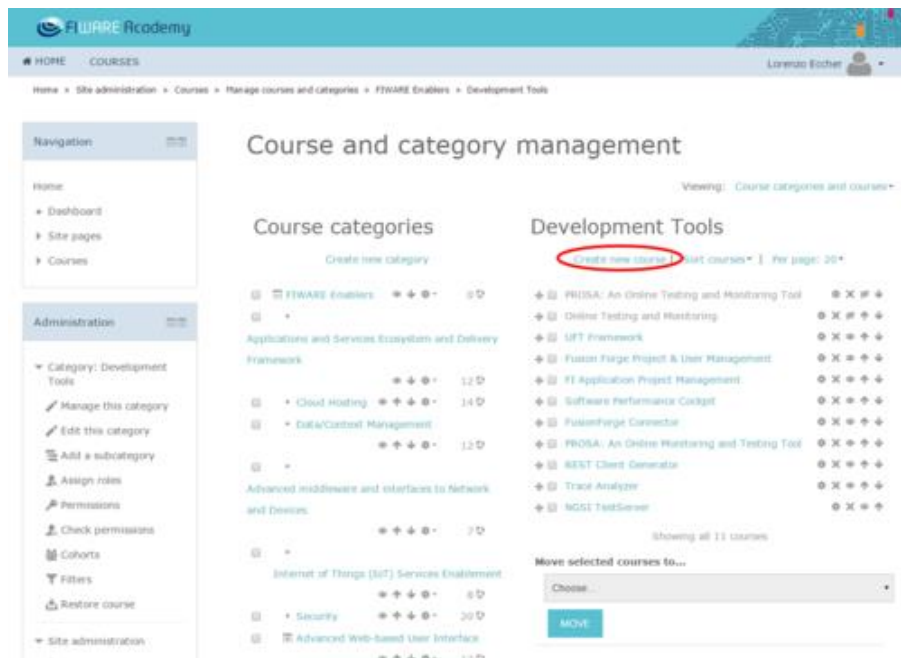 FIWARE Academy
HOME COURSES
Lorenzo Eccher
Home » Site administration » Courses » Manage courses and categories » FIWARE Enablers » Development Tools
Navigation
Home
Dashboard
Site pages
Courses
Administration
Category: Development
Tools
Manage this category
Edit this category
Add a subcategory
Assign roles
Permissions
Check permissions
Cohorts
Filters
Restore course
Site administration
Course and category management
Viewing: Course categories and courses
Course categories
Create new category
FIWARE Enablers 0
Applications and Services Ecosystem and Delivery
Framework
12
Cloud Hosting 14
Data/Context Management
12
Advanced middleware and interfaces to Network
and Devices
7
Internet of Things (IoT) Services Enablement
Security 20
Advanced Web-based User Interface
Development Tools
Create new course | Sort courses | Per page: 20
PROSA: An Online Testing and Monitoring Tool
Online Testing and Monitoring
UFT Framework
Fusion Forge Project & User Management
FI Application Project Management
Software Performance Cockpit
FusionForge Connector
PROSA: An Online Monitoring and Testing Tool
REST Client Generator
Trace Analyzer
NGSI TestServer
Showing all 11 courses
Move selected courses to...
Choose...
MOVE